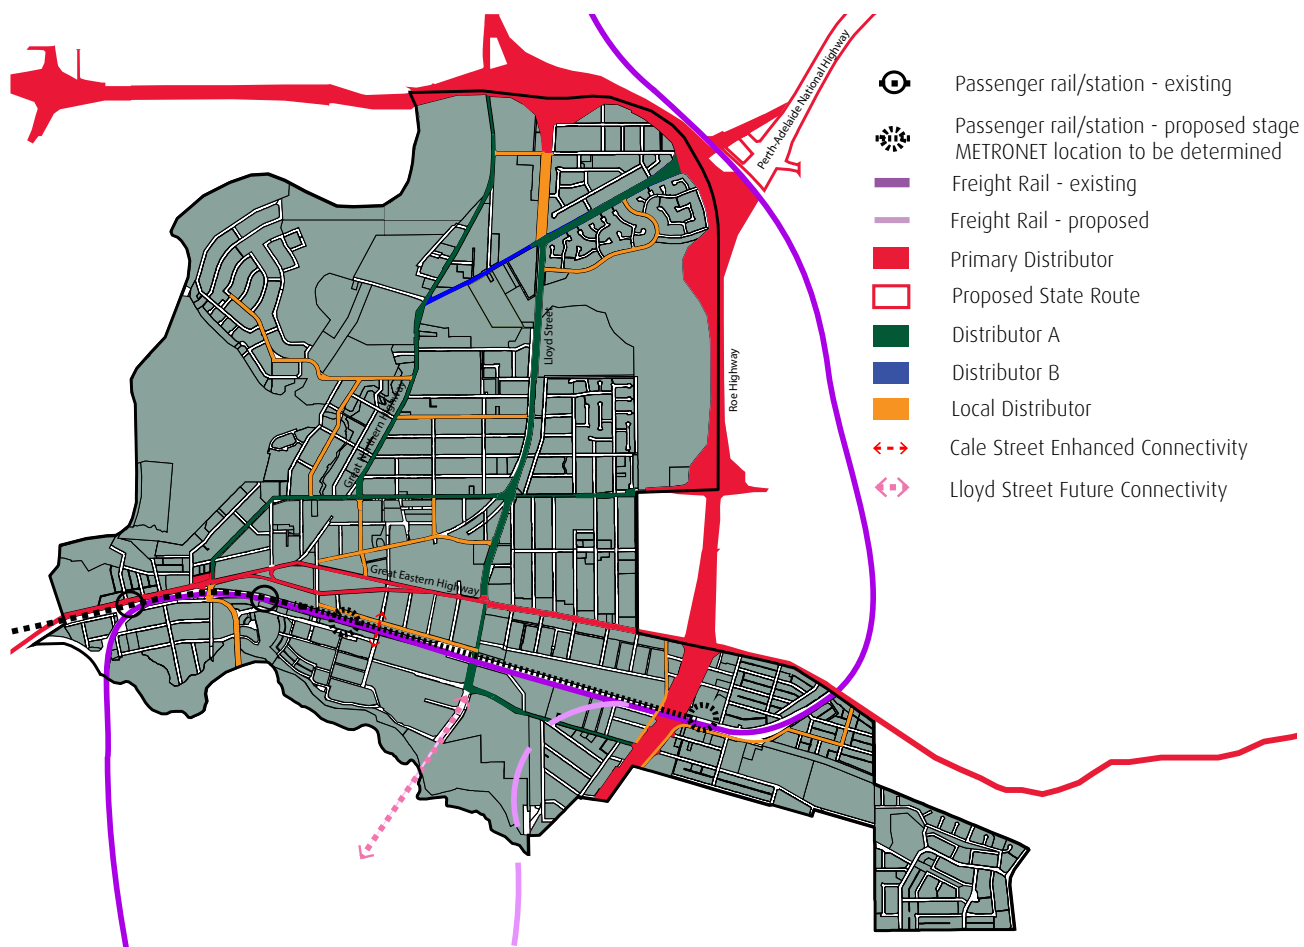 Perth-Adelaide National Highway
Passenger rail/station - existing
Passenger rail/station - proposed stage
METRONET location to be determined
Freight Rail - existing
Freight Rail - proposed
Primary Distributor
Proposed State Route
Distributor A
Distributor B
Local Distributor
Cale Street Enhanced Connectivity
Lloyd Street Future Connectivity
Lloyd Street
Roe Highway
Great Northern Highway
Great Eastern Highway